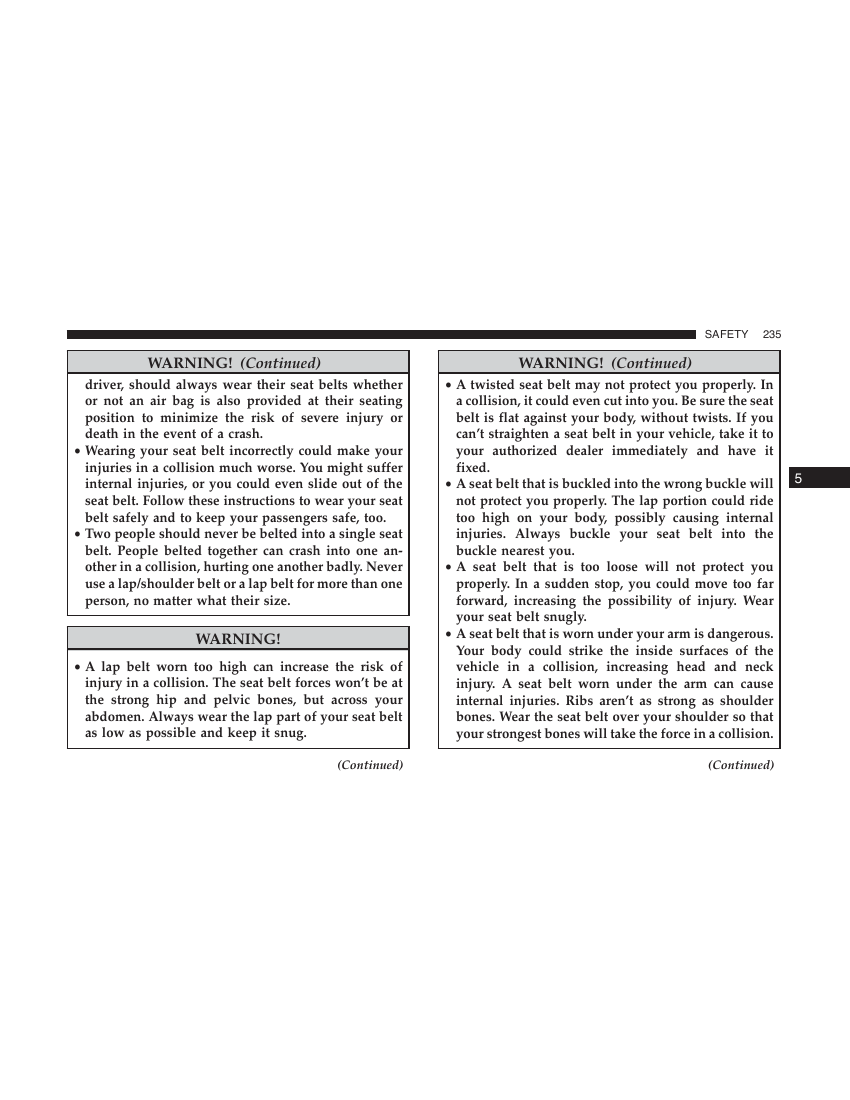 SAFETY 235
WARNING! (Continued)
driver, should always wear their seat belts whether
or not an air bag is also provided at their seating
position to minimize the risk of severe injury or
death in the event of a crash.
• Wearing your seat belt incorrectly could make your
injuries in a collision much worse. You might suffer
internal injuries, or you could even slide out of the
seat belt. Follow these instructions to wear your seat
belt safely and to keep your passengers safe, too.
• Two people should never be belted into a single seat
belt. People belted together can crash into one an-
other in a collision, hurting one another badly. Never
use a lap/shoulder belt or a lap belt for more than one
person, no matter what their size.
WARNING!
• A lap belt worn too high can increase the risk of
injury in a collision. The seat belt forces won't be at
the strong hip and pelvic bones, but across your
abdomen. Always wear the lap part of your seat belt
as low as possible and keep it snug.
(Continued)
WARNING! (Continued)
• A twisted seat belt may not protect you properly. In
a collision, it could even cut into you. Be sure the seat
belt is flat against your body, without twists. If you
can't straighten a seat belt in your vehicle, take it to
your authorized dealer immediately and have it
fixed.
• A seat belt that is buckled into the wrong buckle will
not protect you properly. The lap portion could ride
too high on your body, possibly causing internal
injuries. Always buckle your seat belt into the
buckle nearest you.
• A seat belt that is too loose will not protect you
properly. In a sudden stop, you could move too far
forward, increasing the possibility of injury. Wear
your seat belt snugly.
• A seat belt that is worn under your arm is dangerous.
Your body could strike the inside surfaces of the
vehicle in a collision, increasing head and neck
injury. A seat belt worn under the arm can cause
internal injuries. Ribs aren't as strong as shoulder
bones. Wear the seat belt over your shoulder so that
your strongest bones will take the force in a collision.
(Continued)
5